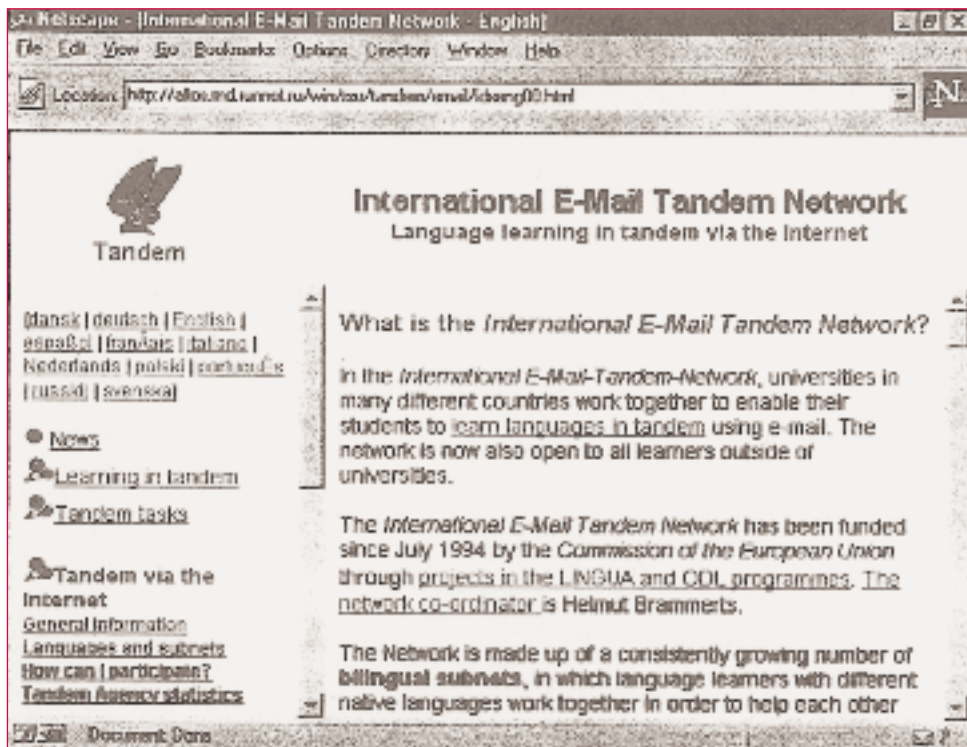 Netscape - [International E-Mail Tandem Network - English]
File Edit View Go Bookmarks Options Directory Window Help
Location:
Tandem
International E-Mail Tandem Network
Language learning in tandem via the Internet
[dansk | deutsch | English |
español | franÁais | italiano |
Nederlands | polski |
russki | svenska]
News
Learning in tandem
Tandem tasks
Tandem via the
Internet
General Information
Languages and subnets
How can I participate?
Tandem Agency statistics
What is the International E-Mail Tandem Network?
In the International E-Mail-Tandem-Network, universities in
many different countries work together to enable their
students to learn languages in tandem using e-mail. The
network is now also open to all learners outside of
universities.
The International E-Mail Tandem Network has been funded
since July 1994 by the Commission of the European Union
through projects in the LINGUA and ODL programmes. The
network co-ordinator is Helmut Brammerts.
The Network is made up of a consistently growing number of
bilingual subnets, in which language learners with different
native languages work together in order to help each other
Document: Done